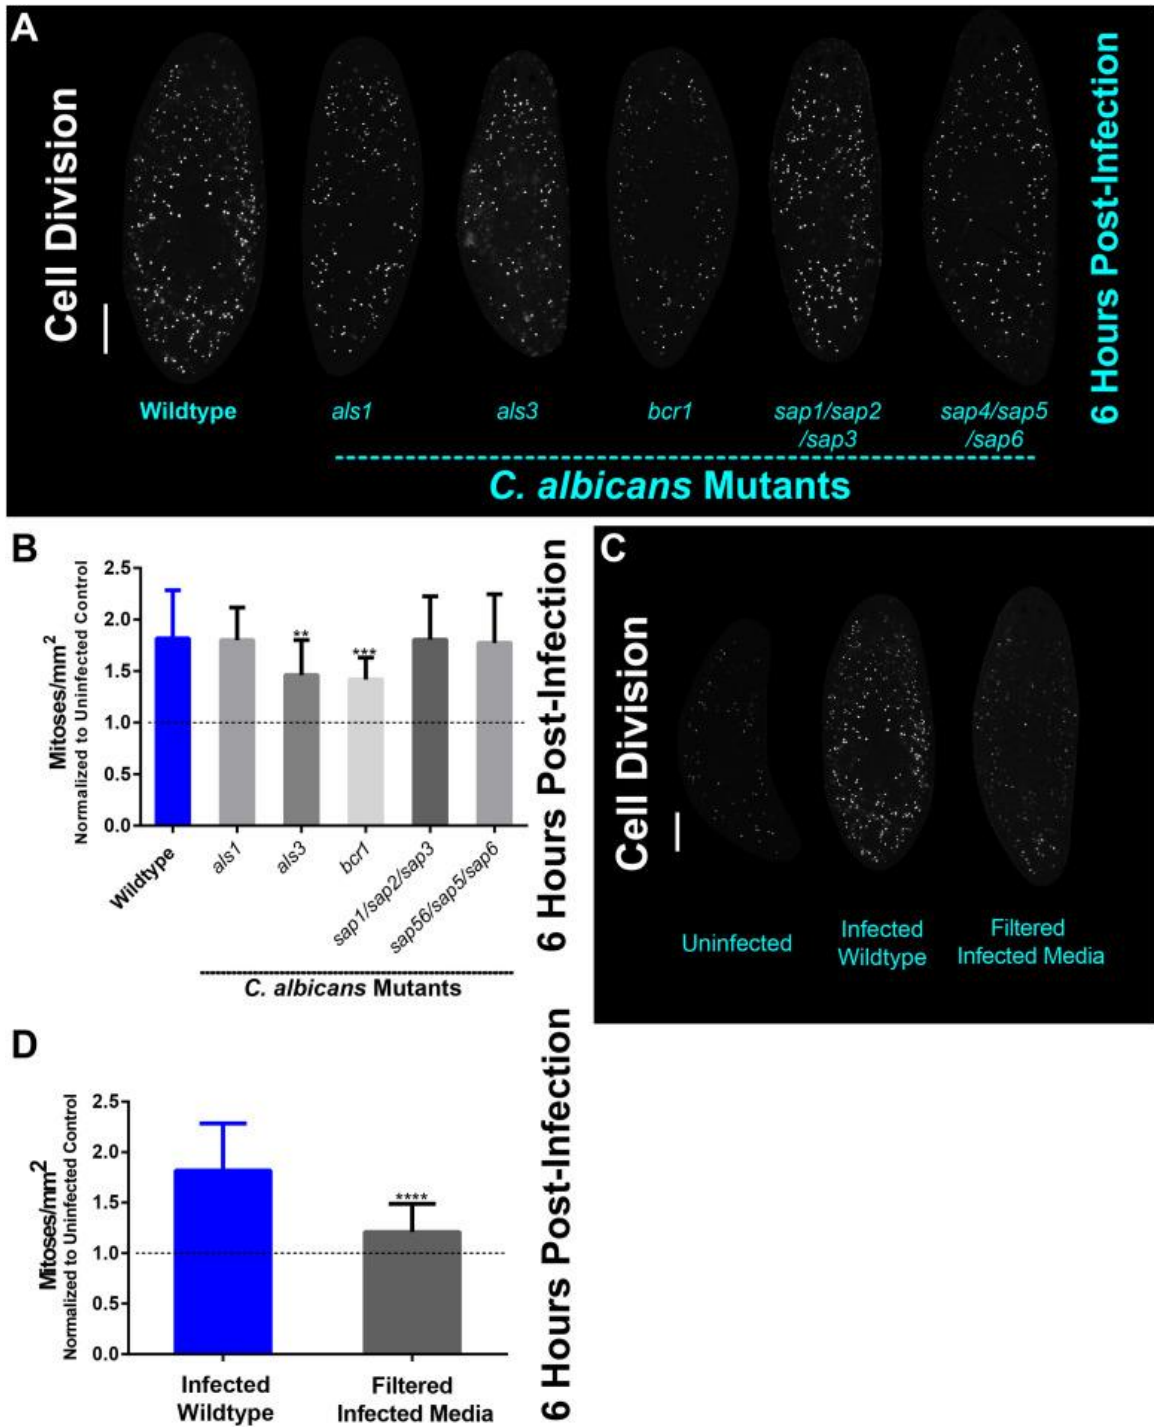 A
Cell Division
6 Hours Post-Infection
Wildtype
als1
als3
bcr1
sap1/sap2
/sap3
sap4/sap5
/sap6
C. albicans Mutants
B
Mitoses/mm2
Normalized to Uninfected Control
2.5
2.0
1.5
1.0
0.5
0.0
**
***
Wildtype
als1
als3
bcr1
sap1/sap2/sap3
sap56/sap5/sap6
C. albicans Mutants
6 Hours Post-Infection
C
Cell Division
Uninfected
Infected
Wildtype
Filtered
Infected Media
D
Mitoses/mm2
Normalized to Uninfected Control
2.5
2.0
1.5
1.0
0.5
0.0
****
Infected
Wildtype
Filtered
Infected Media
6 Hours Post-Infection